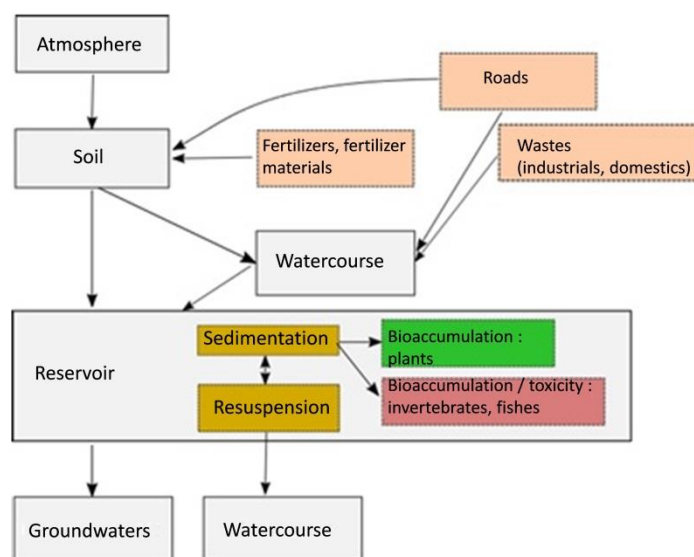 Atmosphere
Roads
Soil
Fertilizers, fertilizer
materials
Wastes
(industrials, domestics)
Watercourse
Reservoir
Sedimentation
Resuspension
Bioaccumulation :
plants
Bioaccumulation / toxicity :
invertebrates, fishes
Groundwaters
Watercourse